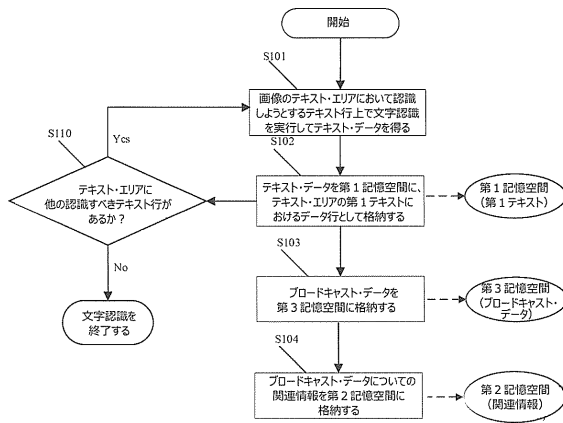 開始
S101
画像のテキスト・エリアにおいて認識
しようとするテキスト行上で文字認識
を実行してテキスト・データを得る
S110
Yes
S102
テキスト・エリアに
他の認識すべきテキスト行が
あるか？
テキスト・データを第1記憶空間に、
テキスト・エリアの第1テキストに
おけるデータ行として格納する
第1記憶空間
(第1テキスト)
No
S103
文字認識を
終了する
ブロードキャスト・データを
第3記憶空間に格納する
第3記憶空間
(ブロードキャスト・
データ)
S104
ブロードキャスト・データについての
関連情報を第2記憶空間に
格納する
第2記憶空間
(関連情報)